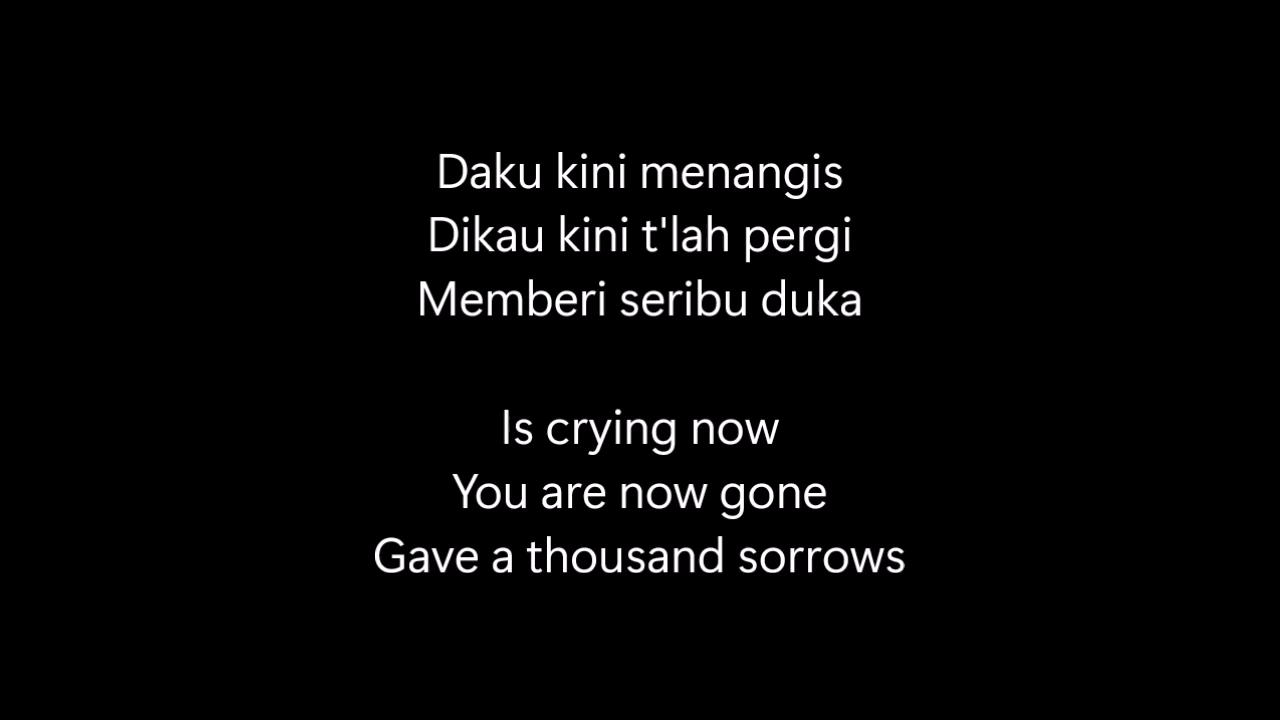 Daku kini menangis
Dikau kini t'lah pergi
Memberi seribu duka
Is crying now
You are now gone
Gave a thousand sorrows